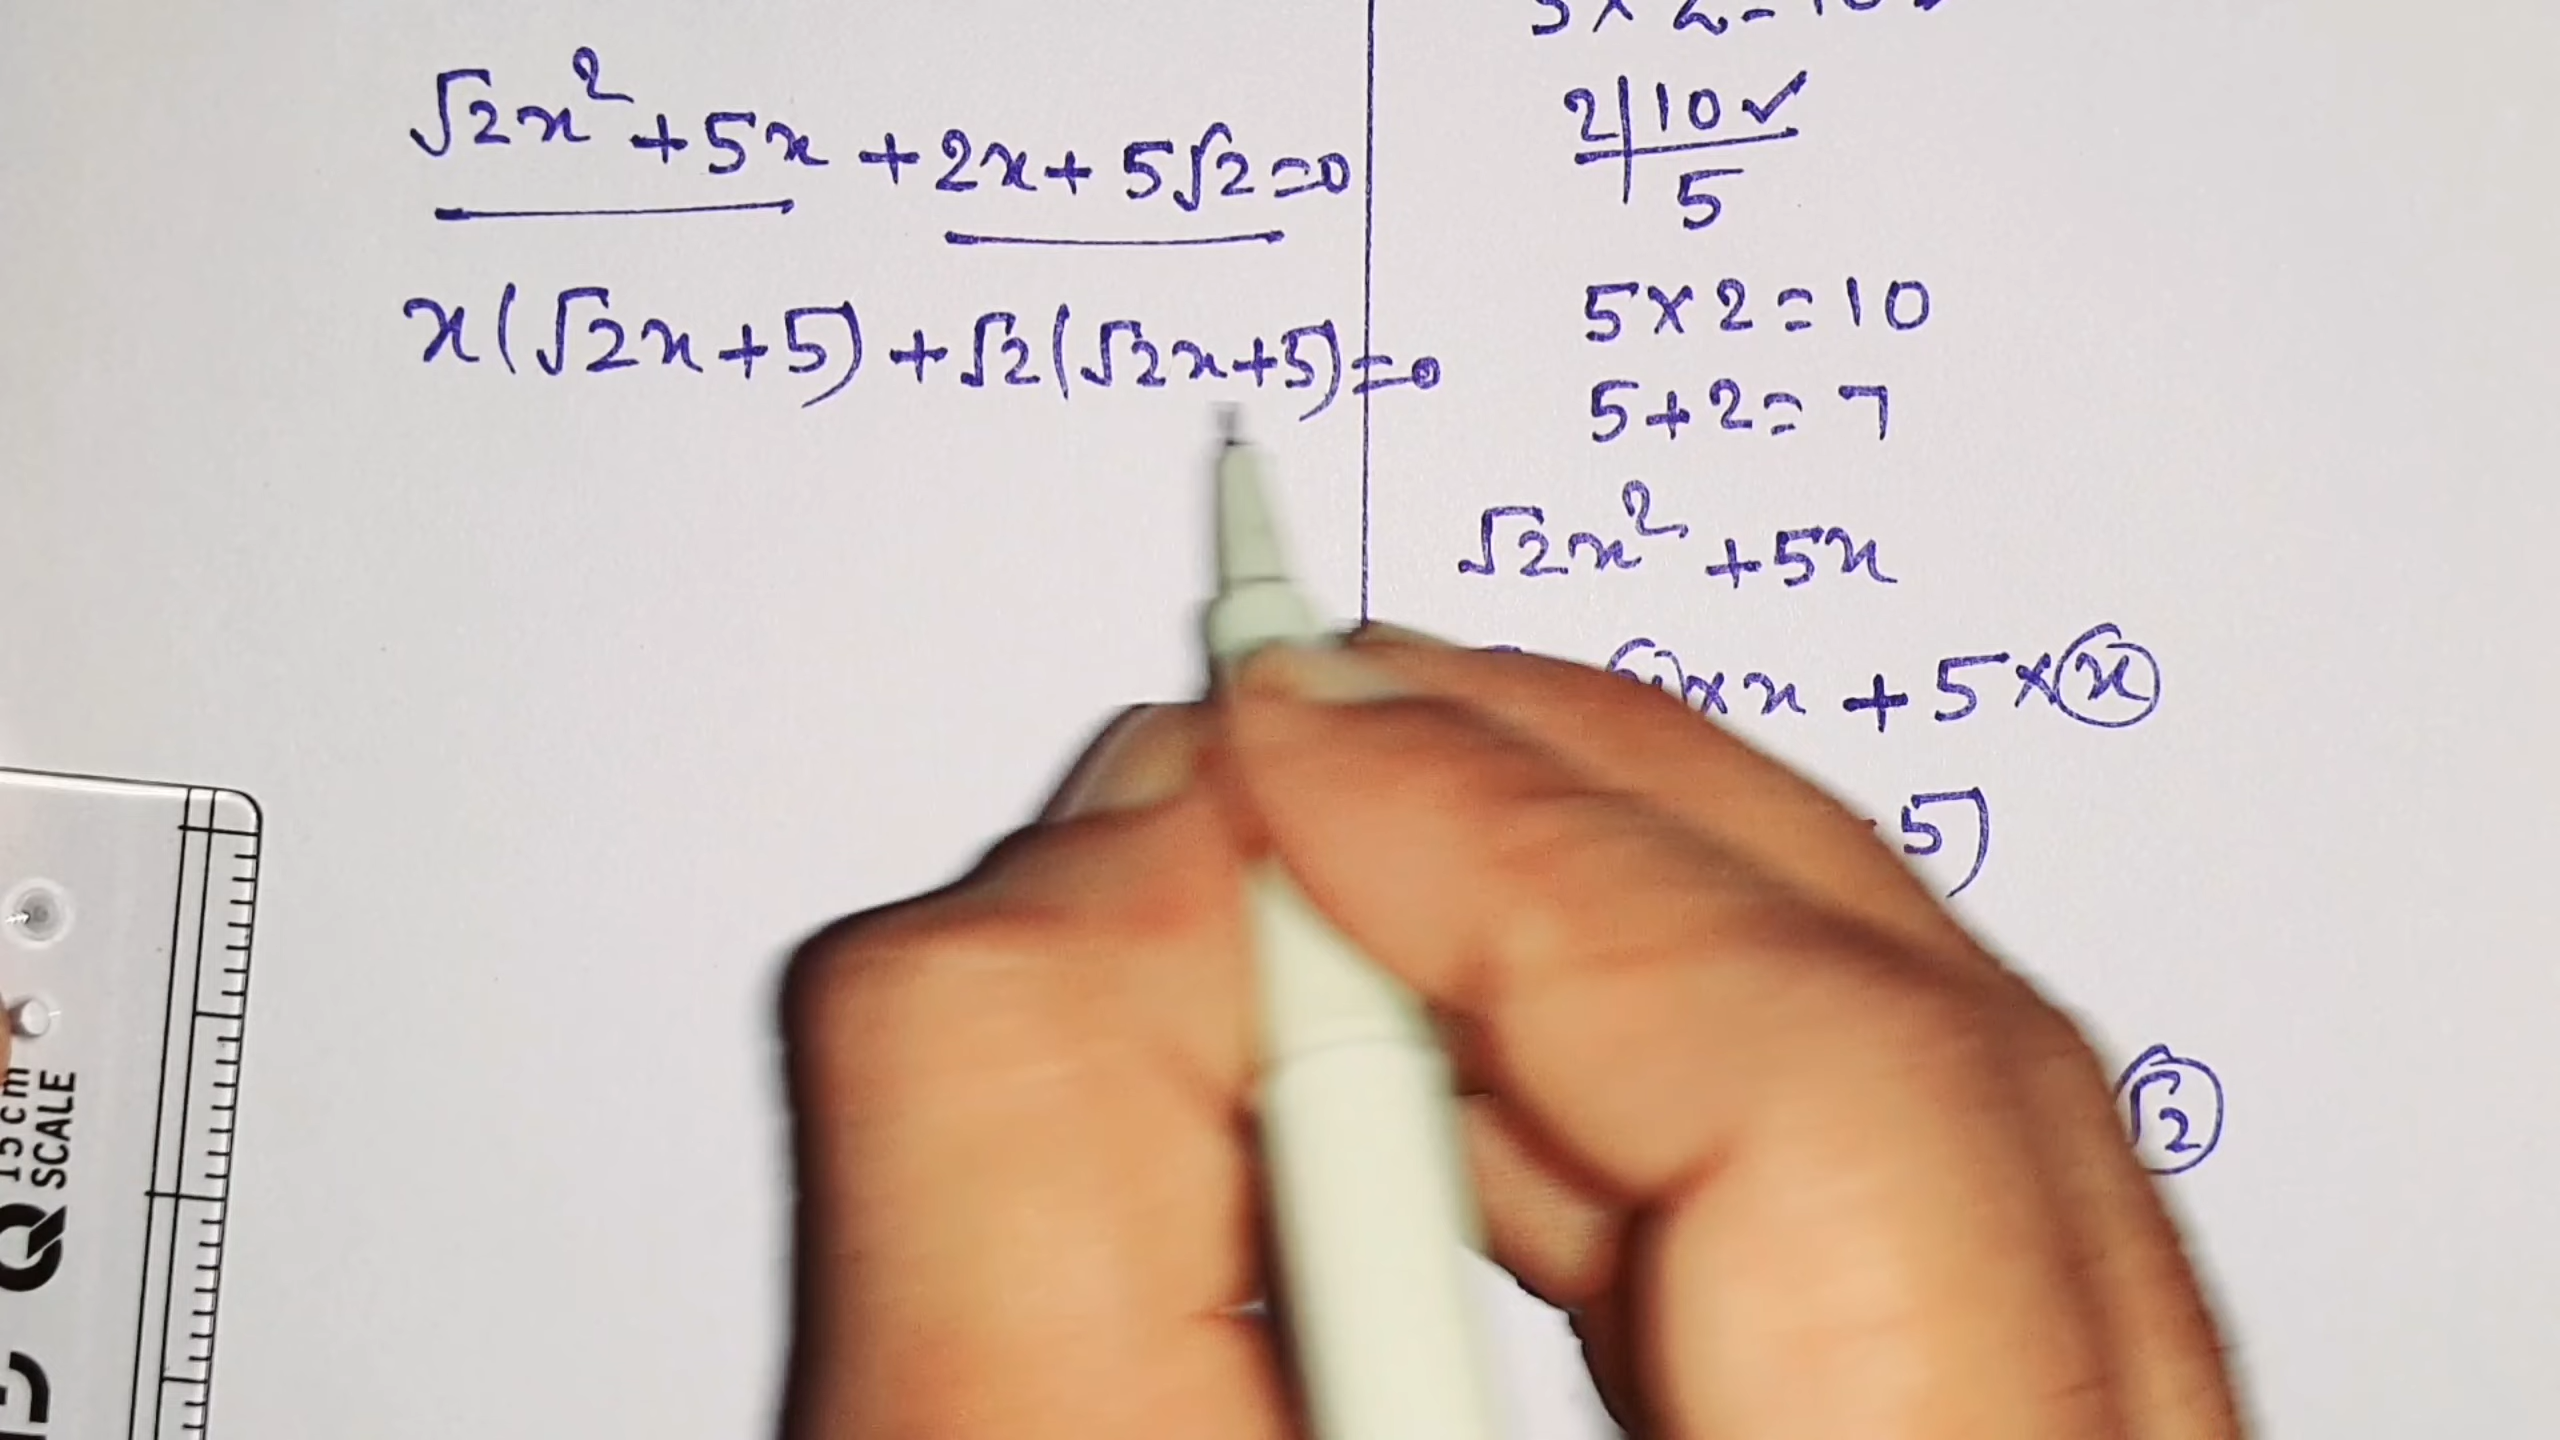 √2x² + 5x + 2x + 5√2 = 0
x(√2x + 5) + √2(√2x + 5) = 0
2|10✓
5
5 × 2 = 10
5 + 2 = 7
√2x² + 5x
× x + 5 × x
5)
√2
15cm
SCALE